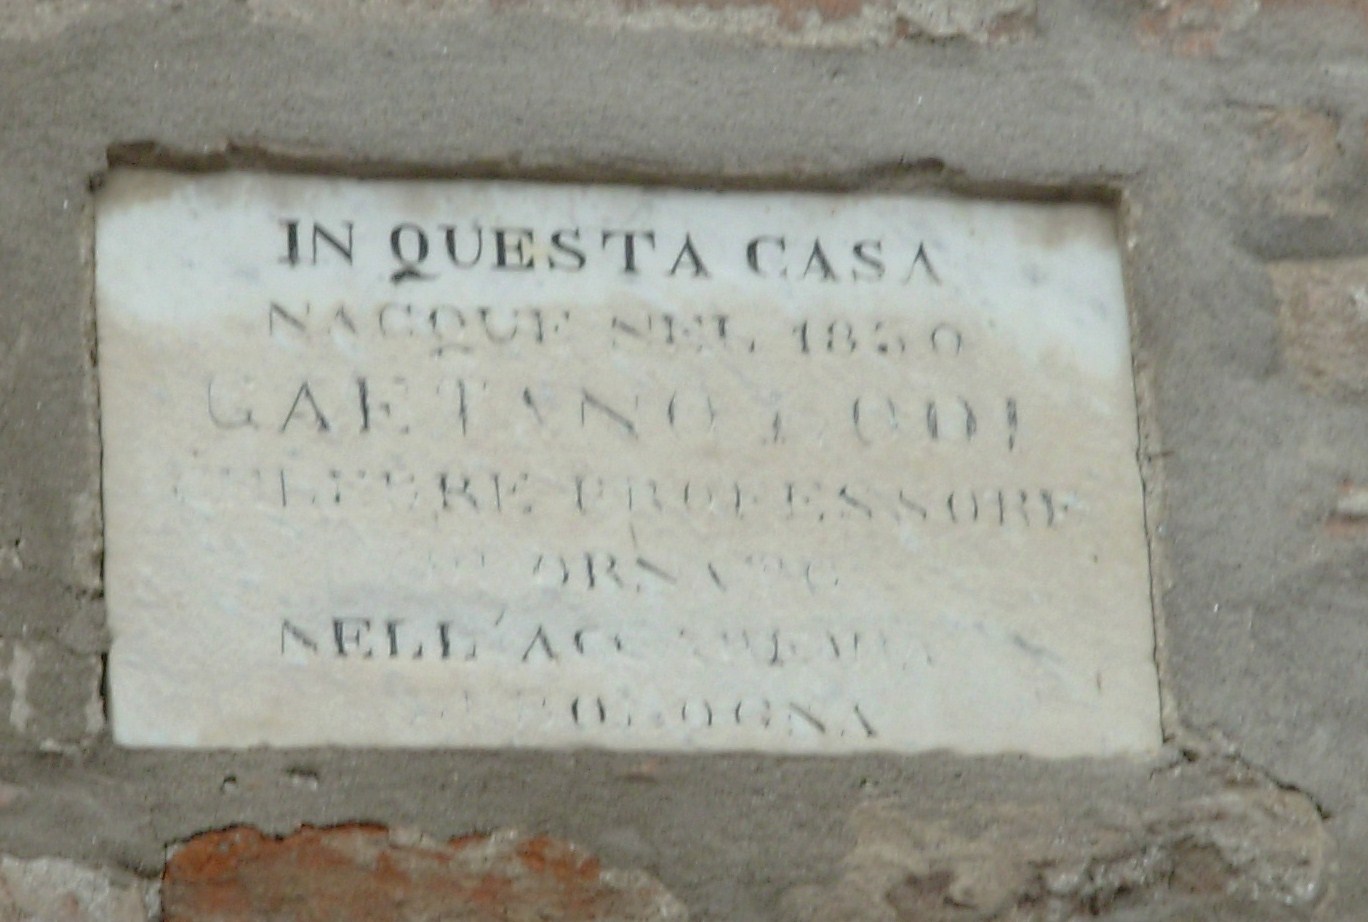 IN QUESTA CASA
NACQUE NEL 1830
GAETANO LODI
CELEBRE PROFESSORE
DI ORNATO
NELL'ACCADEMIA
DI BOLOGNA